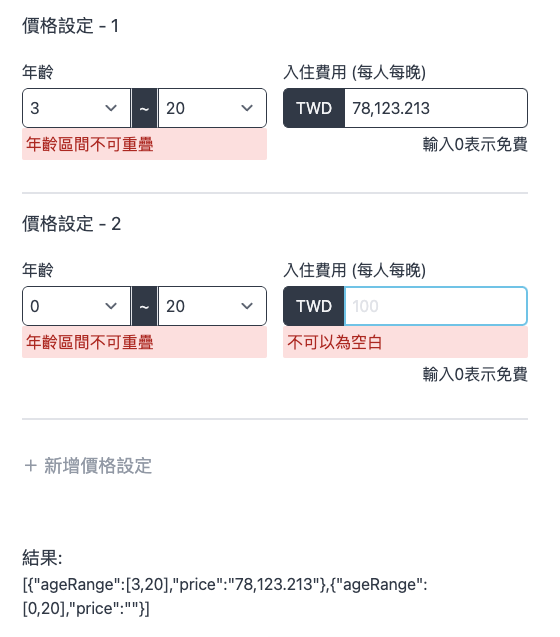 價格設定 - 1
年齡 入住費用 (每人每晚)
3 ~ 20 TWD 78,123.213
年齡區間不可重疊 輸入0表示免費
價格設定 - 2
年齡 入住費用 (每人每晚)
0 ~ 20 TWD 100
年齡區間不可重疊 不可以為空白
輸入0表示免費
+ 新增價格設定
結果:
[{"ageRange":[3,20],"price":"78,123.213"},{"ageRange":
[0,20],"price":""}]